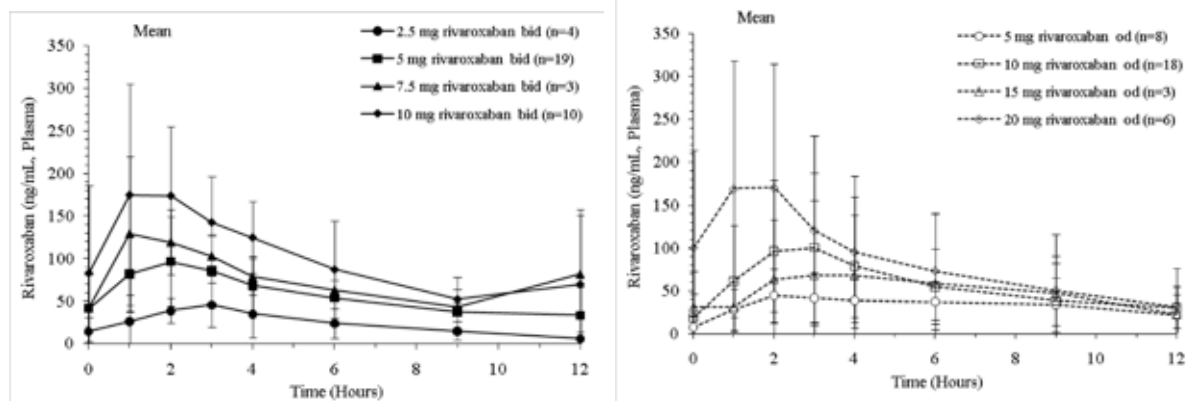 Mean
2.5 mg rivaroxaban bid (n=4)
5 mg rivaroxaban bid (n=19)
7.5 mg rivaroxaban bid (n=3)
10 mg rivaroxaban bid (n=10)
Rivaroxaban (ng/mL, Plasma)
350
300
250
200
150
100
50
0
0 2 4 6 8 10 12
Time (Hours)
Mean
5 mg rivaroxaban od (n=8)
10 mg rivaroxaban od (n=18)
15 mg rivaroxaban od (n=3)
20 mg rivaroxaban od (n=6)
Rivaroxaban (ng/mL, Plasma)
350
300
250
200
150
100
50
0
0 2 4 6 8 10 12
Time (Hours)